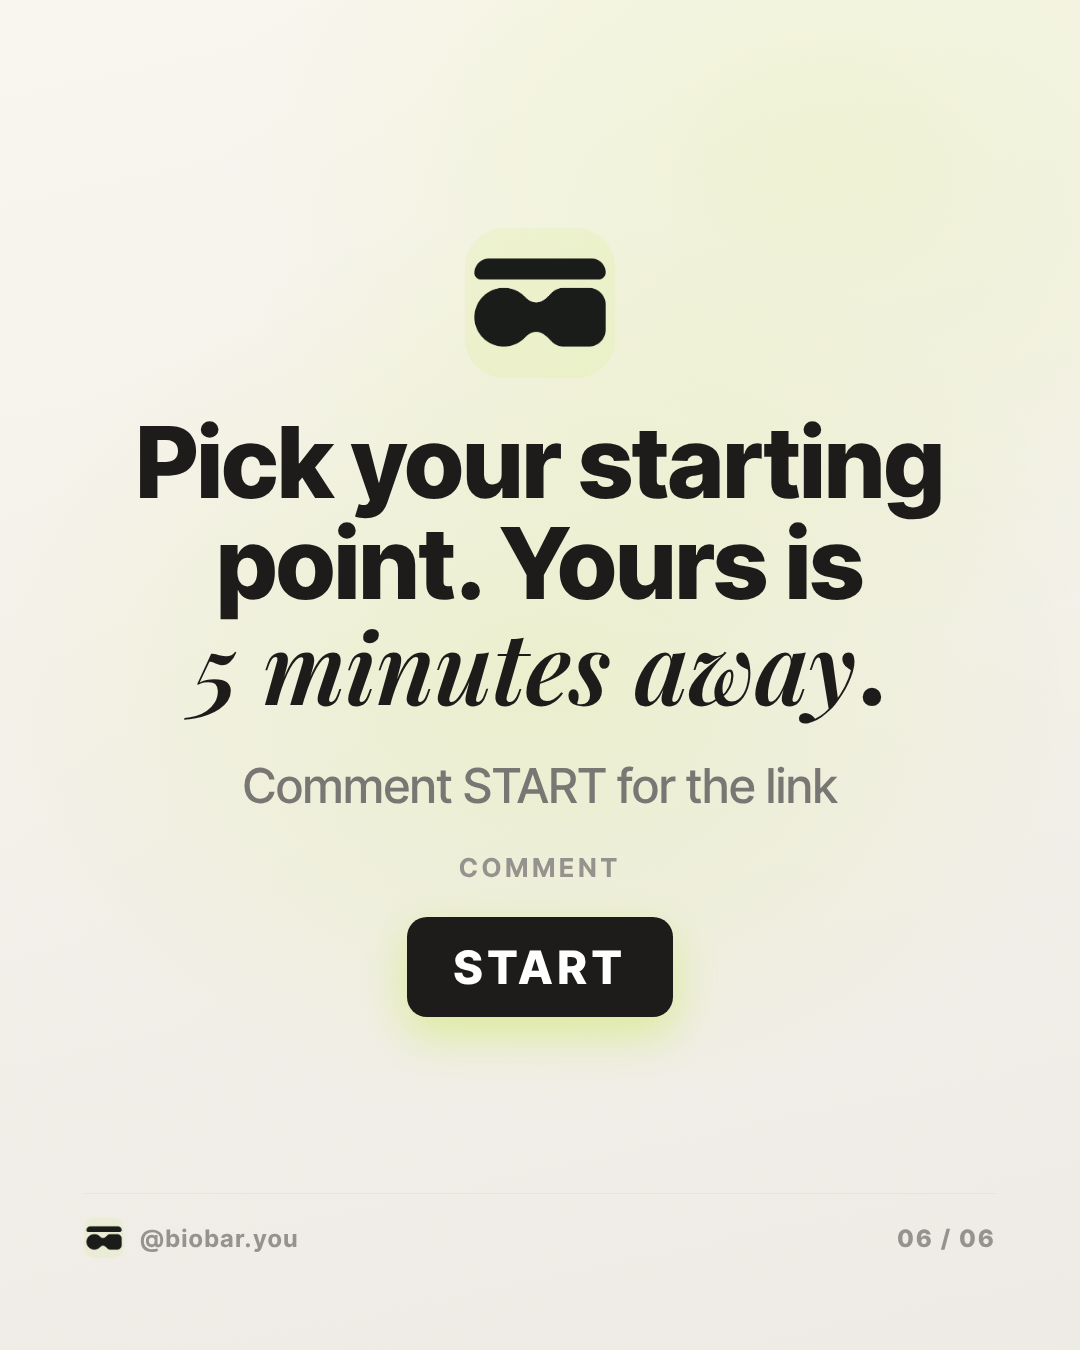 Pick your starting
point. Yours is
5 minutes away.
Comment START for the link
COMMENT
START
@biobar.you
06 / 06